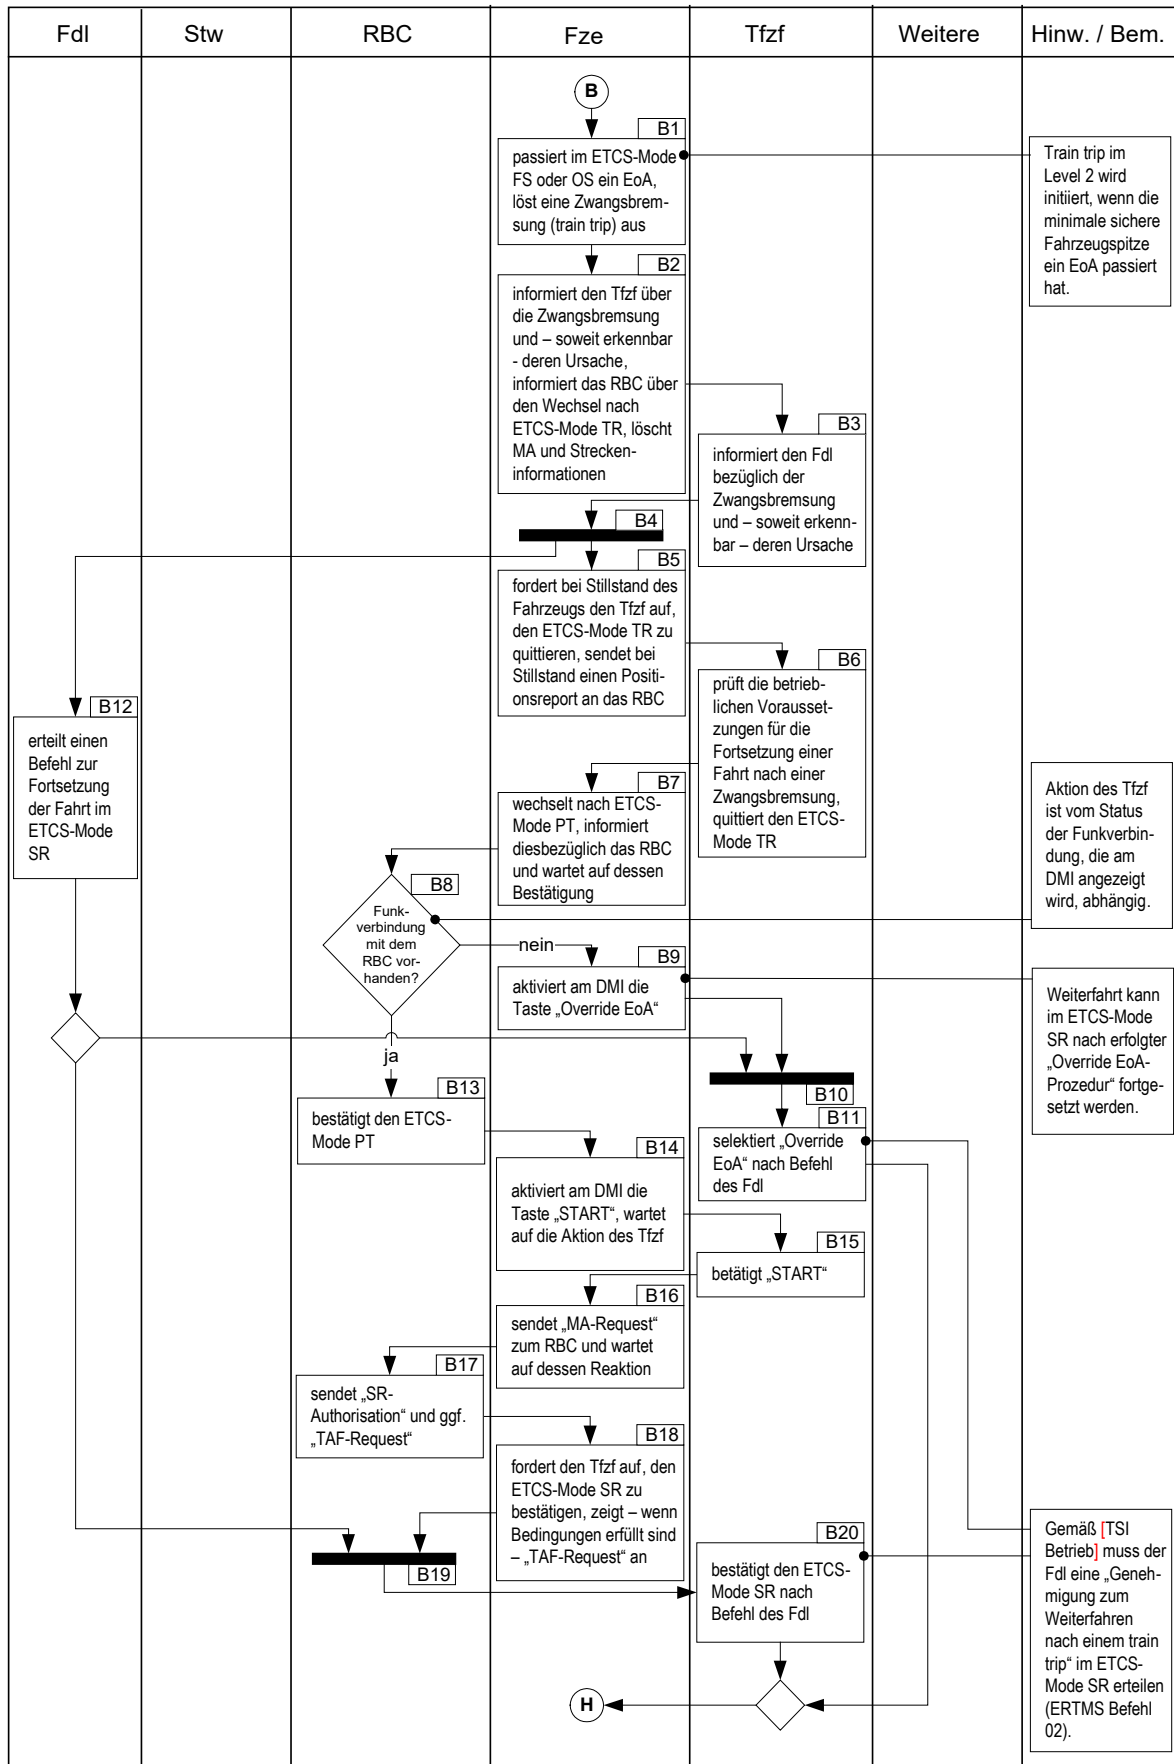 Fdl
Stw
RBC
Fze
Tfzf
Weitere
Hinw. / Bem.
B
B1
passiert im ETCS-Mode
FS oder OS ein EoA,
löst eine Zwangsbrem-
sung (train trip) aus
Train trip im
Level 2 wird
initiiert, wenn die
minimale sichere
Fahrzeugspitze
ein EoA passiert
hat.
B2
informiert den Tfzf über
die Zwangsbremsung
und – soweit erkennbar
- deren Ursache,
informiert das RBC über
den Wechsel nach
ETCS-Mode TR, löscht
MA und Strecken-
informationen
B3
informiert den Fdl
bezüglich der
Zwangsbremsung
und – soweit erkenn-
bar – deren Ursache
B4
B5
fordert bei Stillstand des
Fahrzeugs den Tfzf auf,
den ETCS-Mode TR zu
quittieren, sendet bei
Stillstand einen Positi-
onsreport an das RBC
B6
prüft die betrieb-
lichen Vorausset-
zungen für die
Fortsetzung einer
Fahrt nach einer
Zwangsbremsung,
quittiert den ETCS-
Mode TR
B12
erteilt einen
Befehl zur
Fortsetzung
der Fahrt im
ETCS-Mode
SR
B7
wechselt nach ETCS-
Mode PT, informiert
diesbezüglich das RBC
und wartet auf dessen
Bestätigung
Aktion des Tfzf
ist vom Status
der Funkverbin-
dung, die am
DMI angezeigt
wird, abhängig.
B8
Funk-
verbindung
mit dem
RBC vor-
handen?
nein
B9
aktiviert am DMI die
Taste „Override EoA“
Weiterfahrt kann
im ETCS-Mode
SR nach erfolgter
„Override EoA-
Prozedur“ fortge-
setzt werden.
ja
B10
B13
bestätigt den ETCS-
Mode PT
B11
selektiert „Override
EoA“ nach Befehl
des Fdl
B14
aktiviert am DMI die
Taste „START“, wartet
auf die Aktion des Tfzf
B15
betätigt „START“
B16
sendet „MA-Request“
zum RBC und wartet
auf dessen Reaktion
B17
sendet „SR-
Authorisation“ und ggf.
„TAF-Request“
B18
fordert den Tfzf auf, den
ETCS-Mode SR zu
bestätigen, zeigt – wenn
Bedingungen erfüllt sind
– „TAF-Request“ an
B19
B20
bestätigt den ETCS-
Mode SR nach
Befehl des Fdl
Gemäß [TSI
Betrieb] muss der
Fdl eine „Geneh-
migung zum
Weiterfahren
nach einem train
trip“ im ETCS-
Mode SR erteilen
(ERTMS Befehl
02).
H